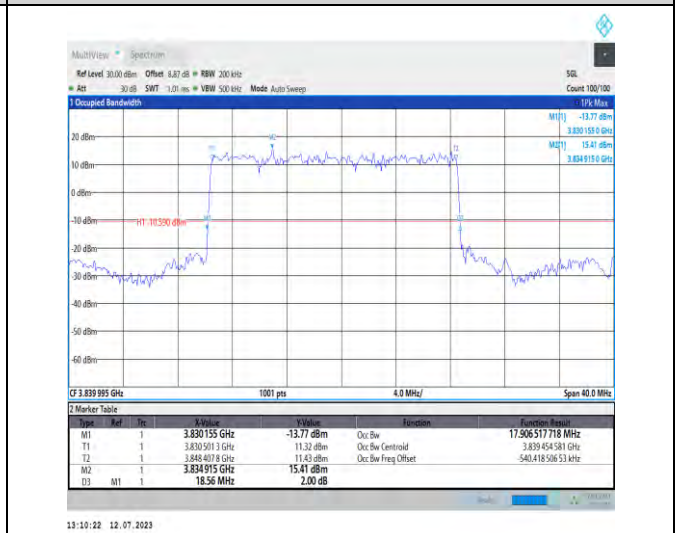 MultiView Spectrum
Ref Level 30.00 dBm Offset 8.87 dB RBW 200 kHz SGL
Att 30 dB SWT 1.01 ms VBW 500 kHz Mode Auto Sweep Count 100/100
1 Occupied Bandwidth 1Pk Max
M1[1] -13.77 dBm
3.830 155 0 GHz
M2[1] 15.41 dBm
3.834 915 0 GHz
20 dBm
10 dBm
0 dBm
-10 dBm
H1 -10.590 dBm
-20 dBm
-30 dBm
-40 dBm
-50 dBm
-60 dBm
M2
T2
CF 3.839 995 GHz 1001 pts 4.0 MHz/ Span 40.0 MHz
2 Marker Table
Type Ref Trc X-Value Y-Value Function Function Result
M1 1 3.830 155 GHz -13.77 dBm Occ Bw 17.906 517 718 MHz
T1 1 3.830 501 3 GHz 11.32 dBm Occ Bw Centroid 3.839 454 581 GHz
T2 1 3.848 407 8 GHz 11.43 dBm Occ Bw Freq Offset -540.418 506 53 kHz
M2 1 3.834 915 GHz 15.41 dBm
D3 M1 1 18.56 MHz 2.00 dB
13:10:22 12.07.2023